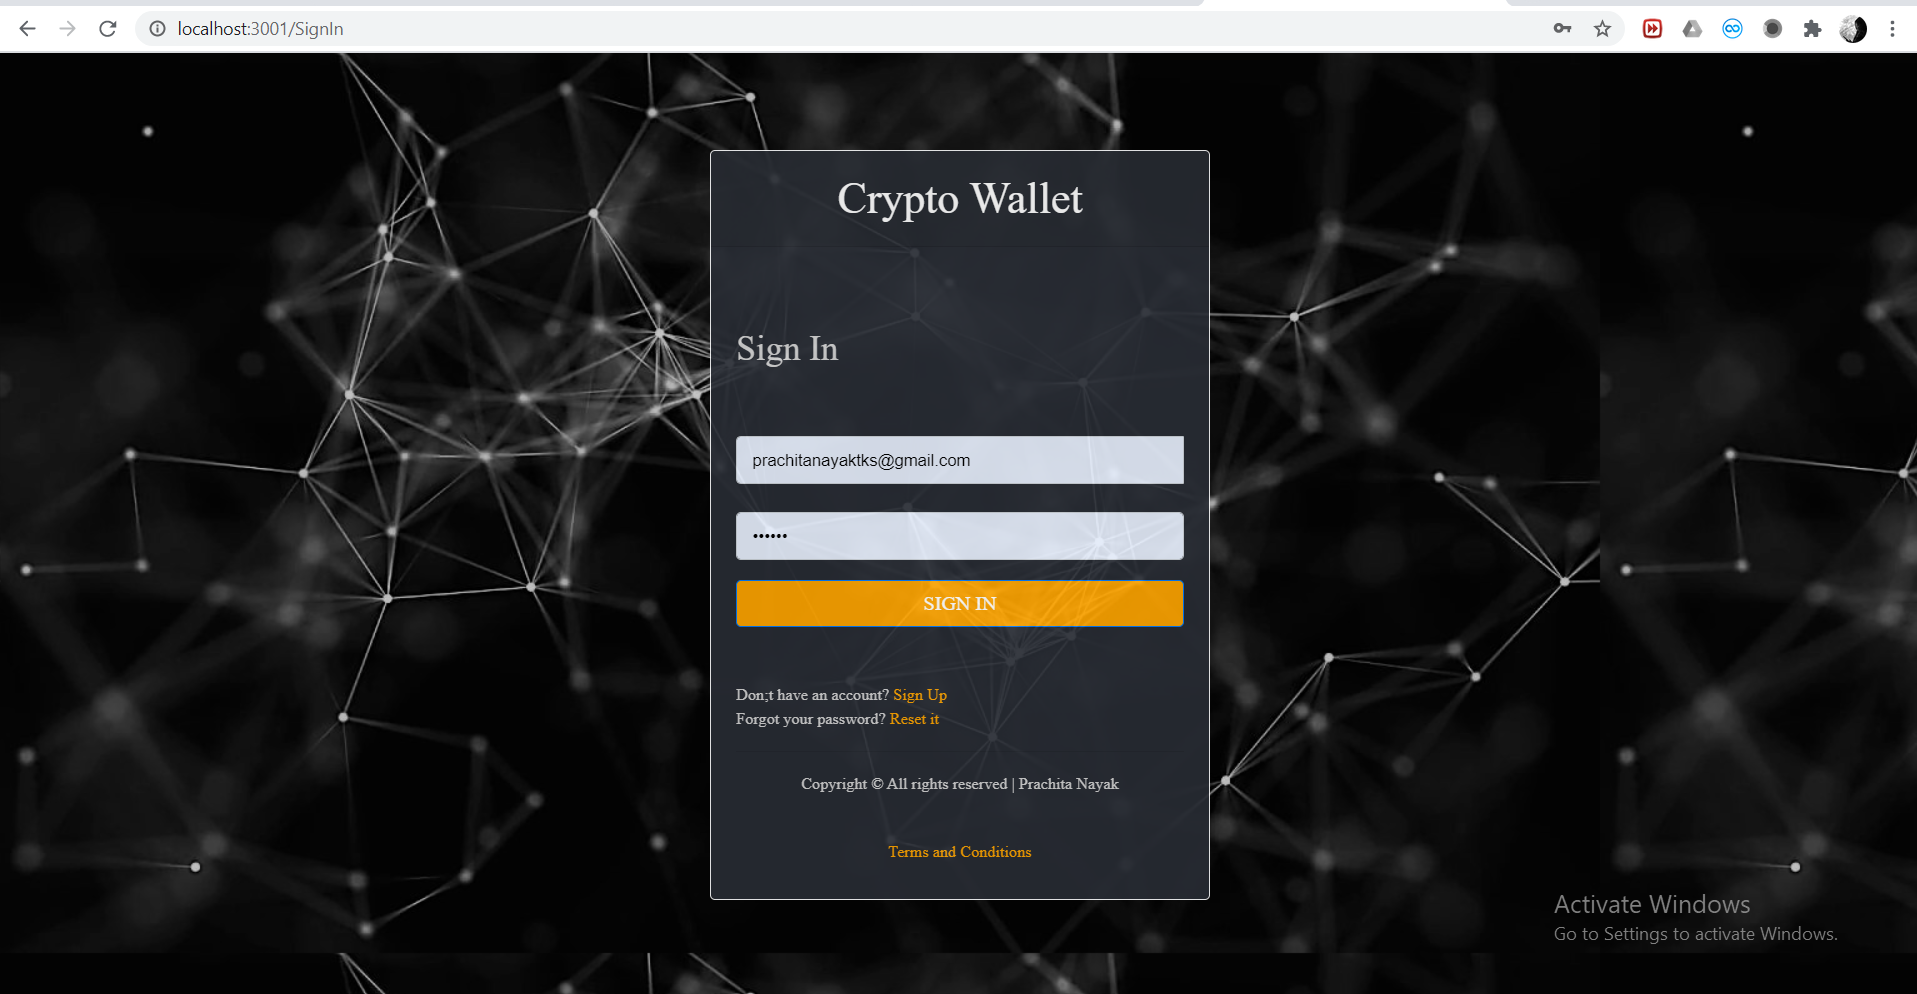 localhost:3001/SignIn
Crypto Wallet
Sign In
prachitanayaktks@gmail.com
••••••
SIGN IN
Don;t have an account? Sign Up
Forgot your password? Reset it
Copyright © All rights reserved | Prachita Nayak
Terms and Conditions
Activate Windows
Go to Settings to activate Windows.